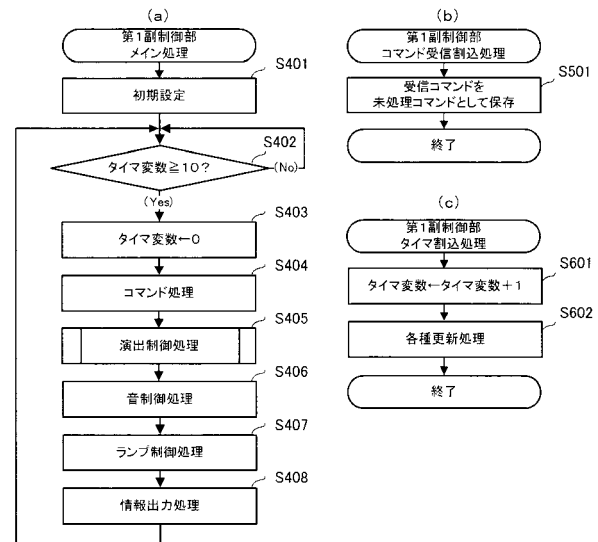 (a)
第1副制御部
メイン処理
S401
初期設定
S402
タイマ変数≧10?
(No)
(Yes)
S403
タイマ変数←0
S404
コマンド処理
S405
演出制御処理
S406
音制御処理
S407
ランプ制御処理
S408
情報出力処理
(b)
第1副制御部
コマンド受信割込処理
S501
受信コマンドを
未処理コマンドとして保存
終了
(c)
第1副制御部
タイマ割込処理
S601
タイマ変数←タイマ変数+1
S602
各種更新処理
終了